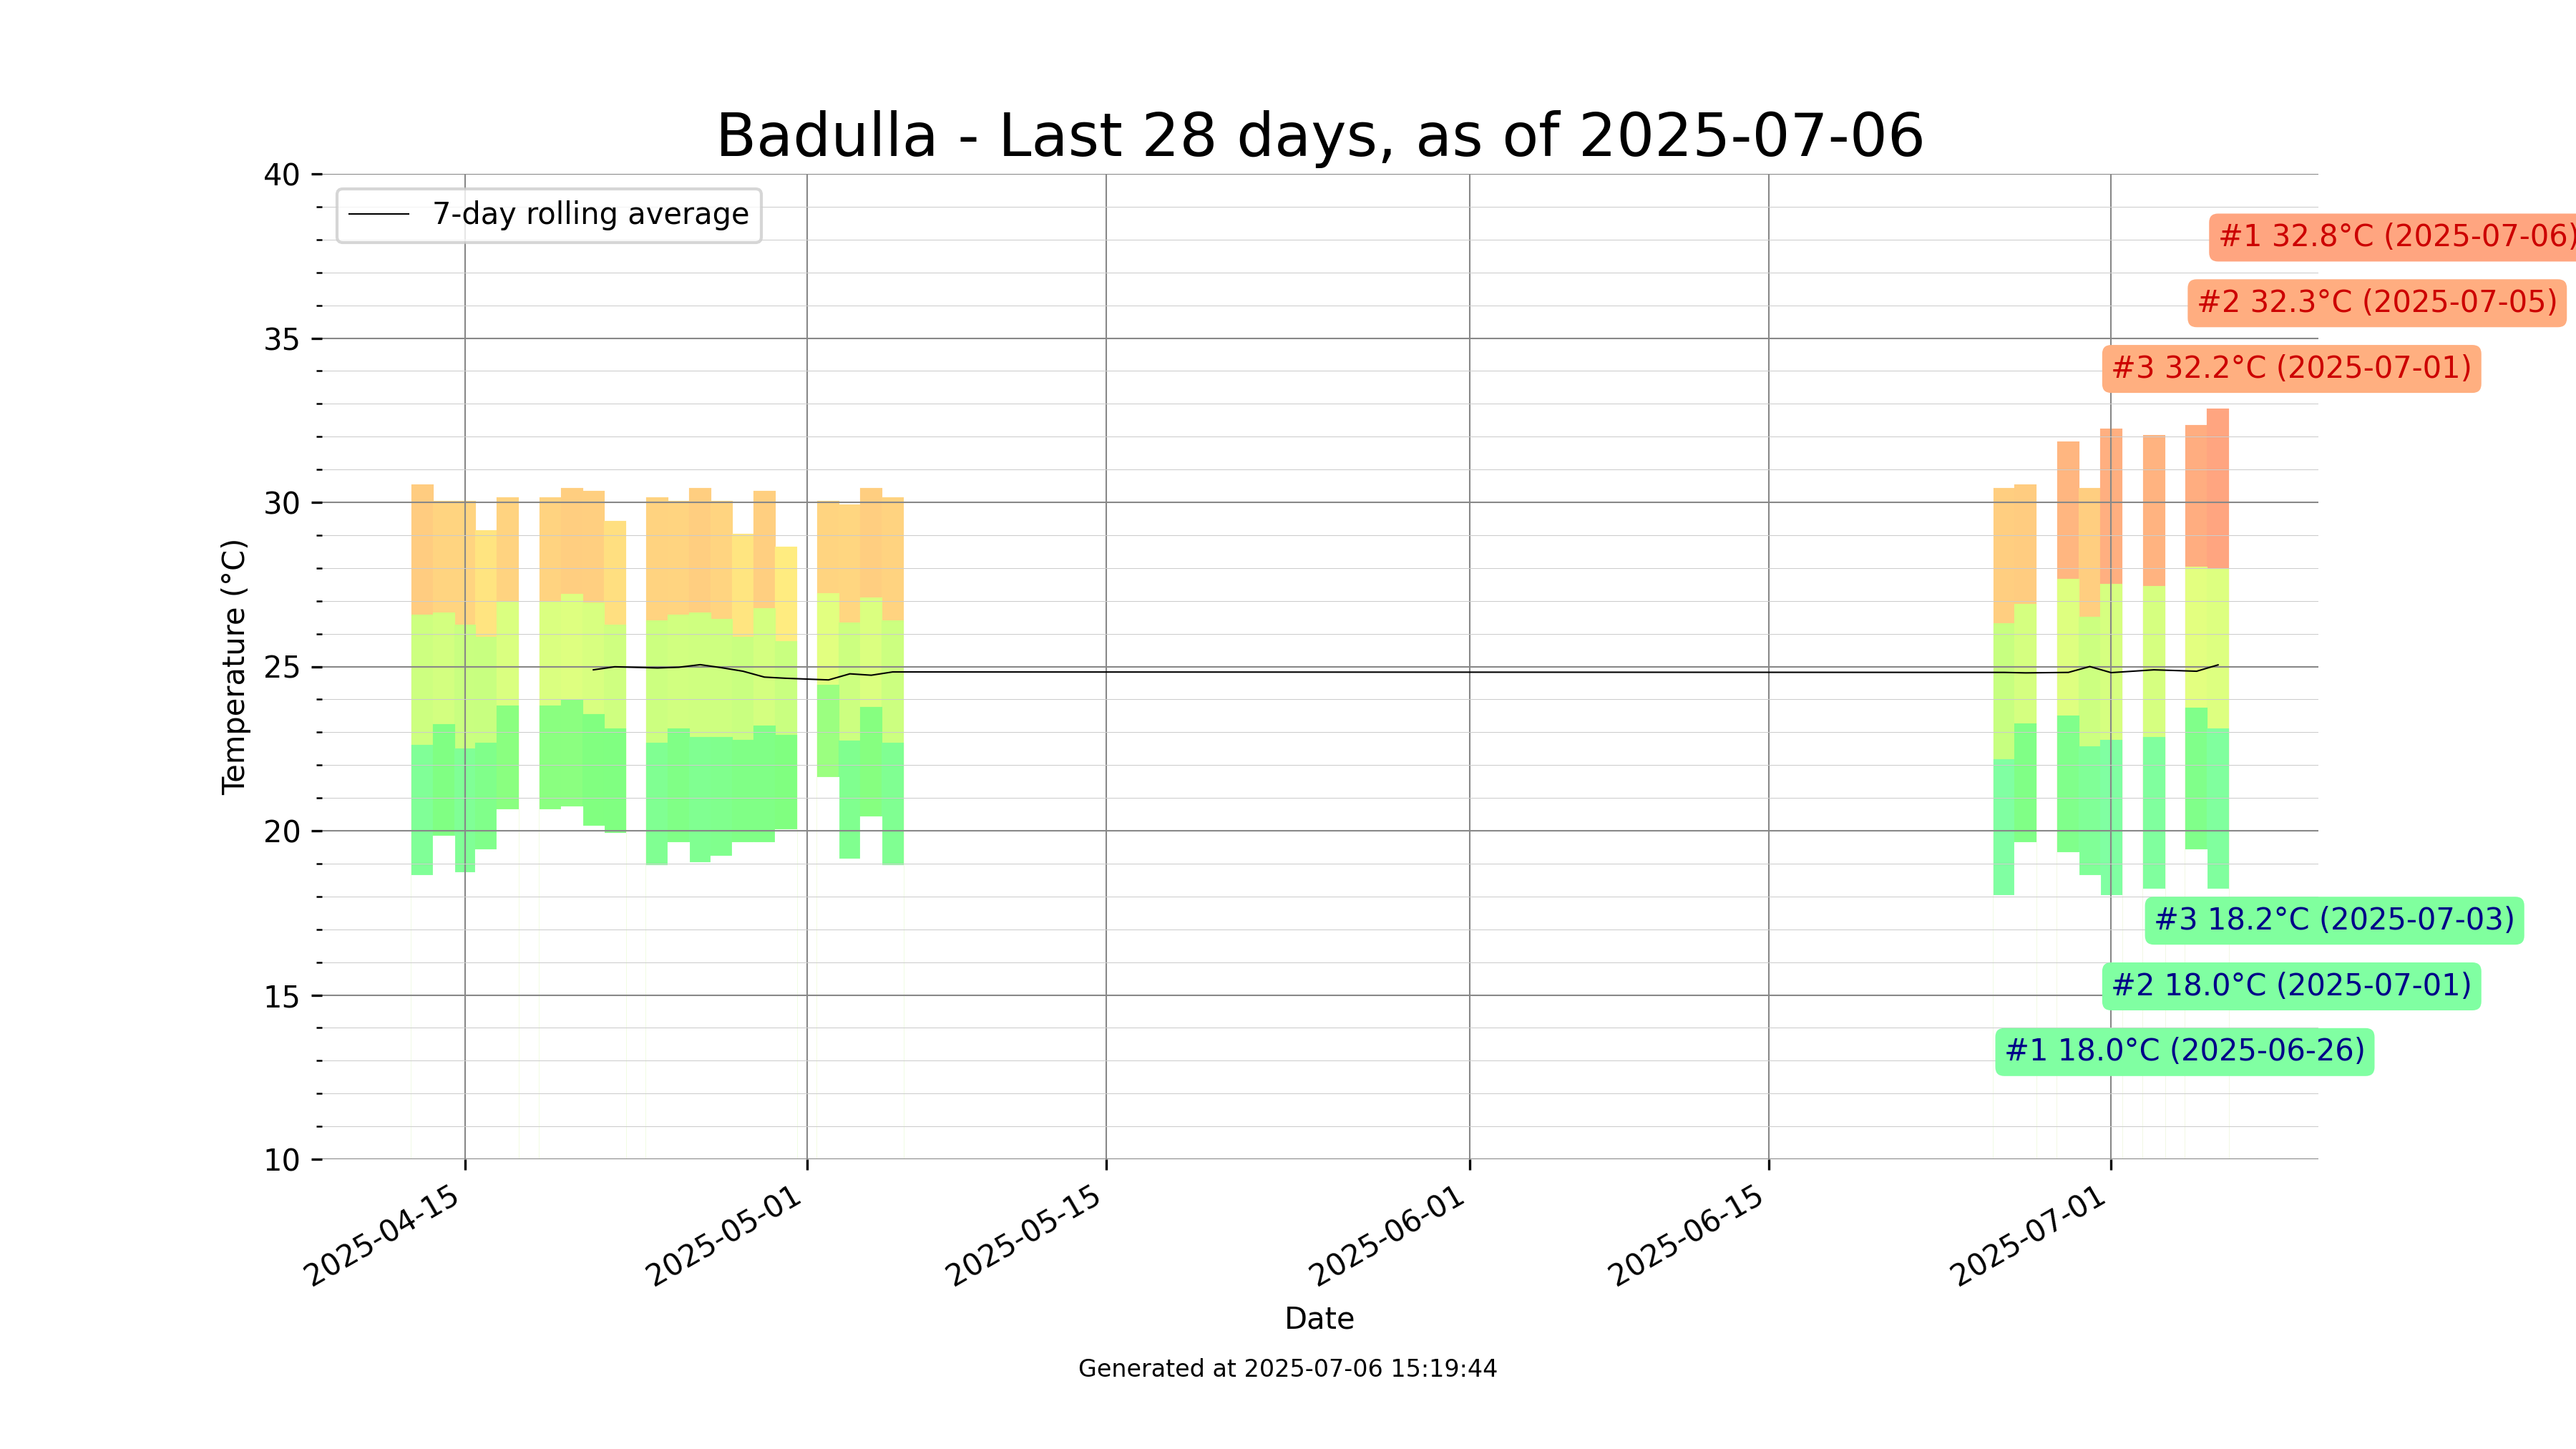 Badulla - Last 28 days, as of 2025-07-06
7-day rolling average
#1 32.8°C (2025-07-06)
#2 32.3°C (2025-07-05)
#3 32.2°C (2025-07-01)
#3 18.2°C (2025-07-03)
#2 18.0°C (2025-07-01)
#1 18.0°C (2025-06-26)
Temperature (°C)
40
35
30
25
20
15
10
2025-04-15
2025-05-01
2025-05-15
2025-06-01
2025-06-15
2025-07-01
Date
Generated at 2025-07-06 15:19:44